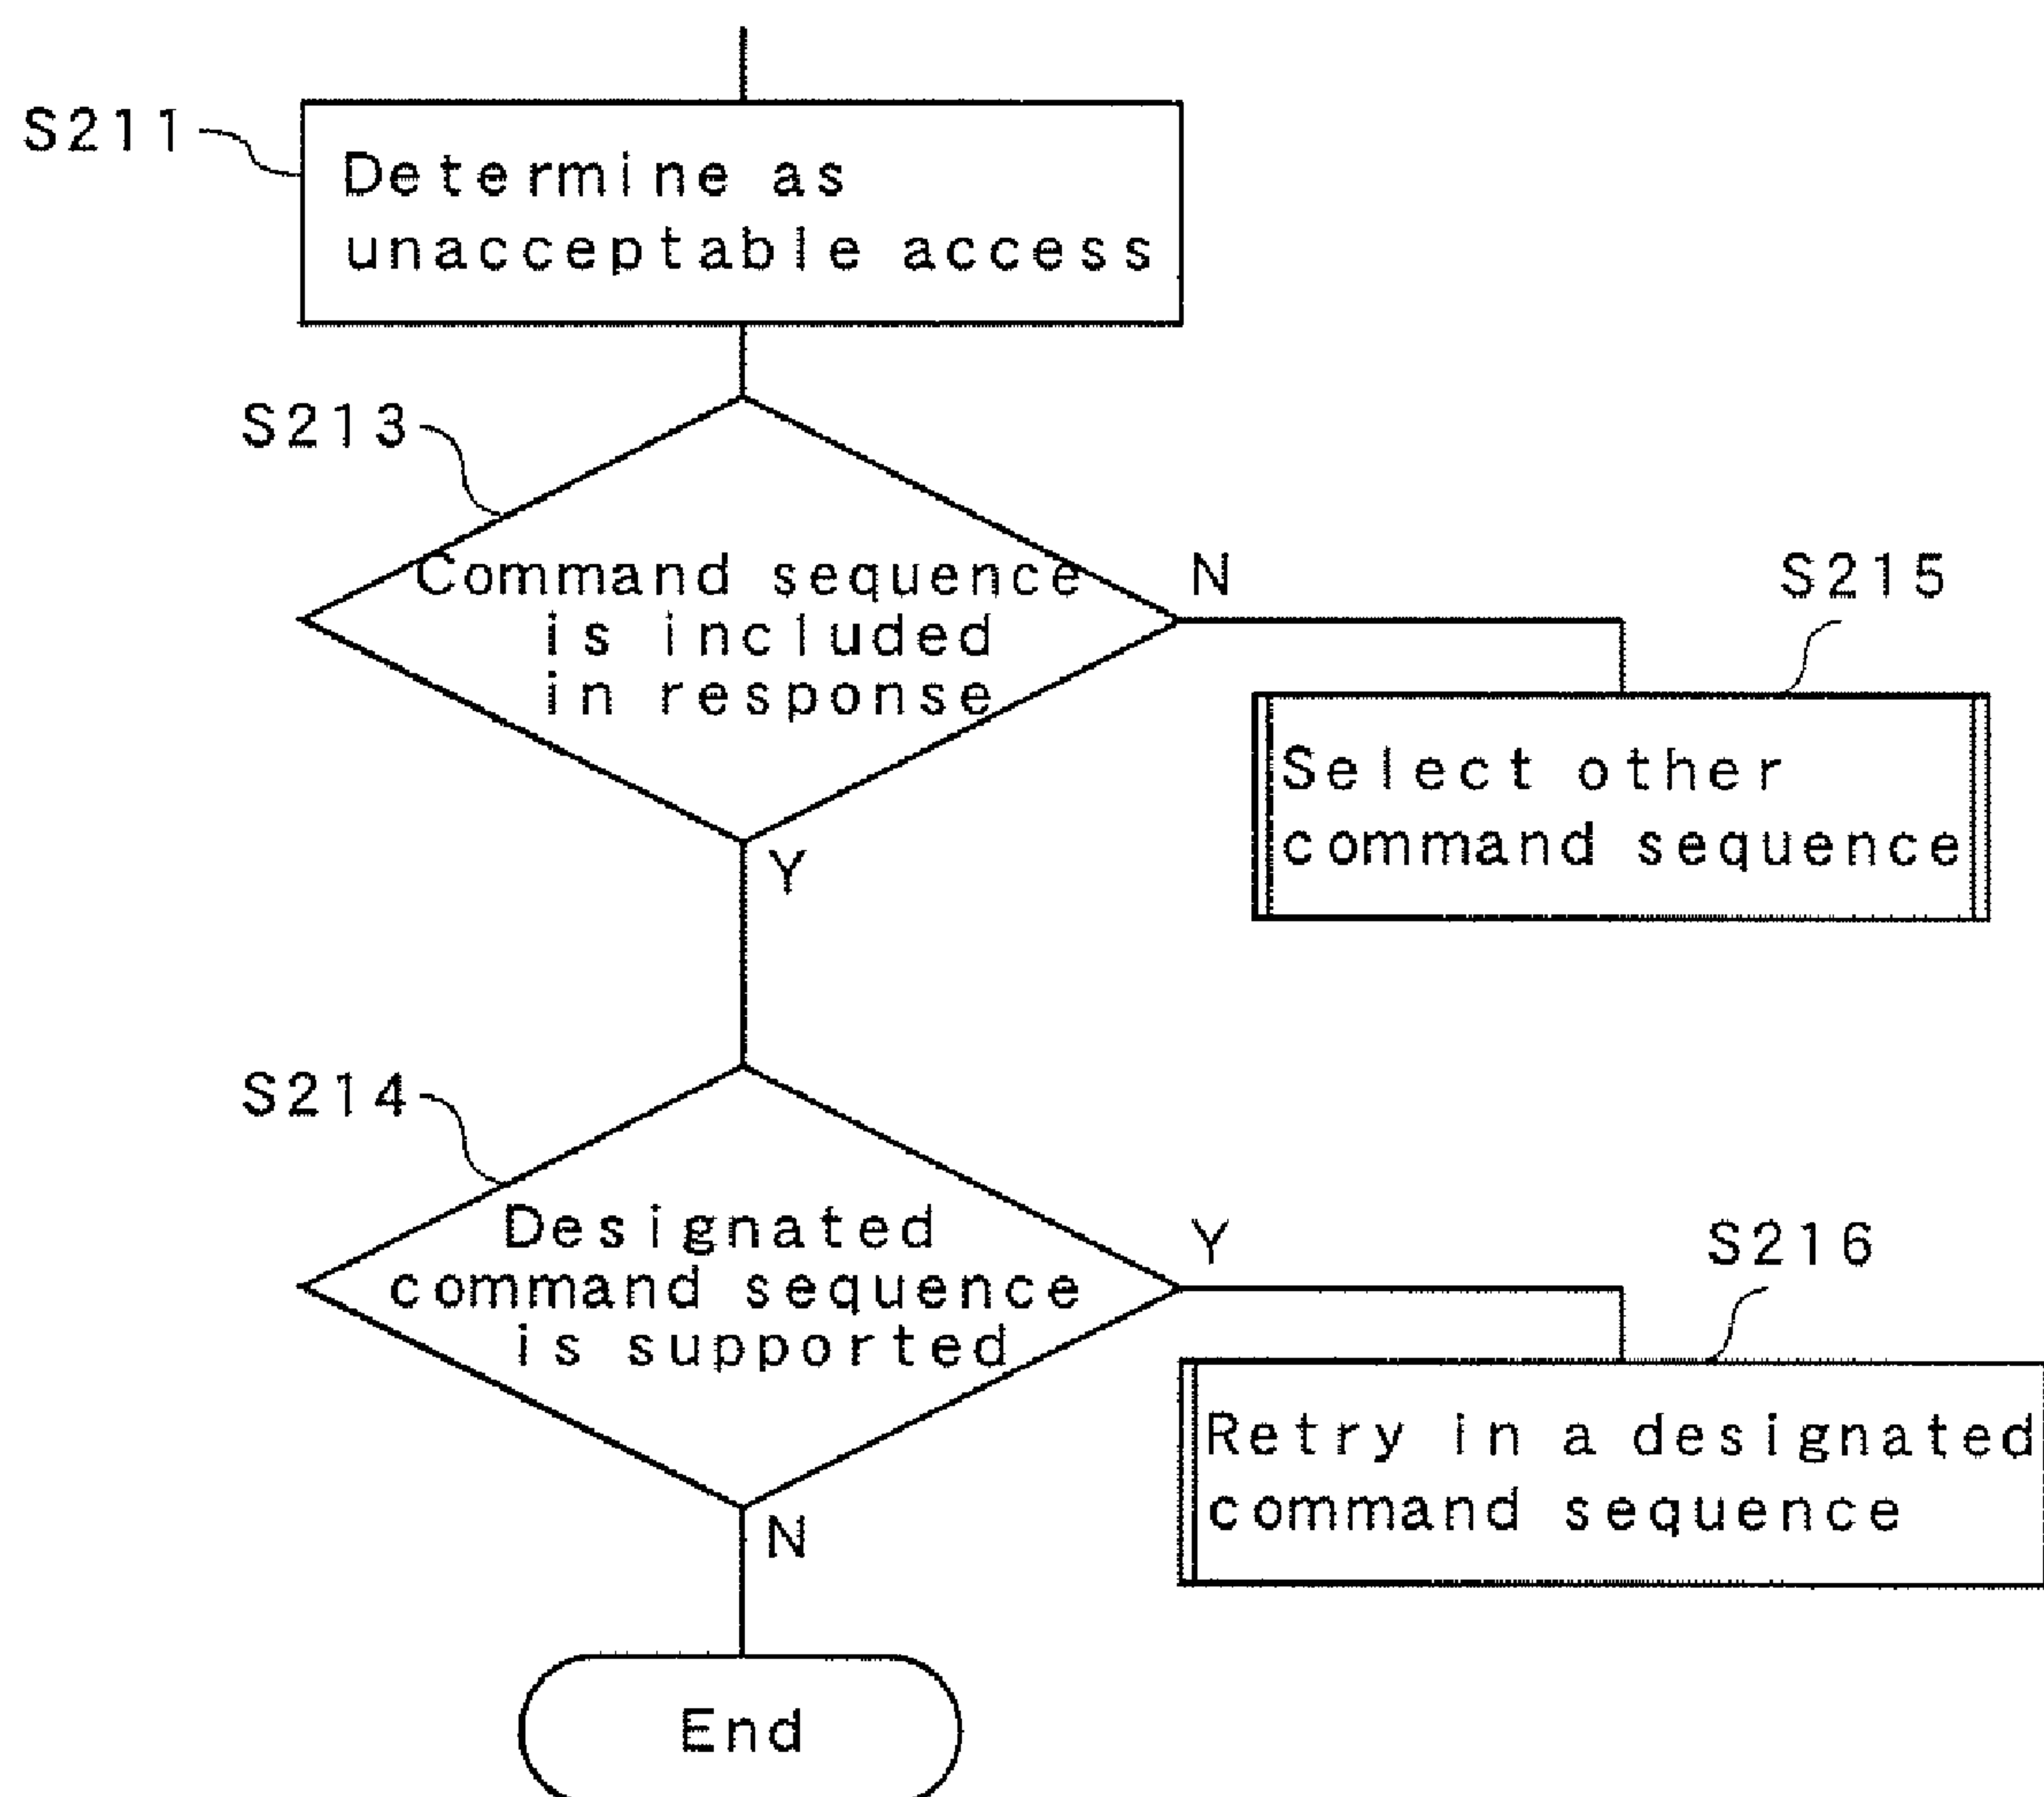 S211
Determine as
unacceptable access
S213
Command sequence
is included
in response
N
S215
Select other
command sequence
Y
S214
Designated
command sequence
is supported
Y
S216
Retry in a designated
command sequence
N
End